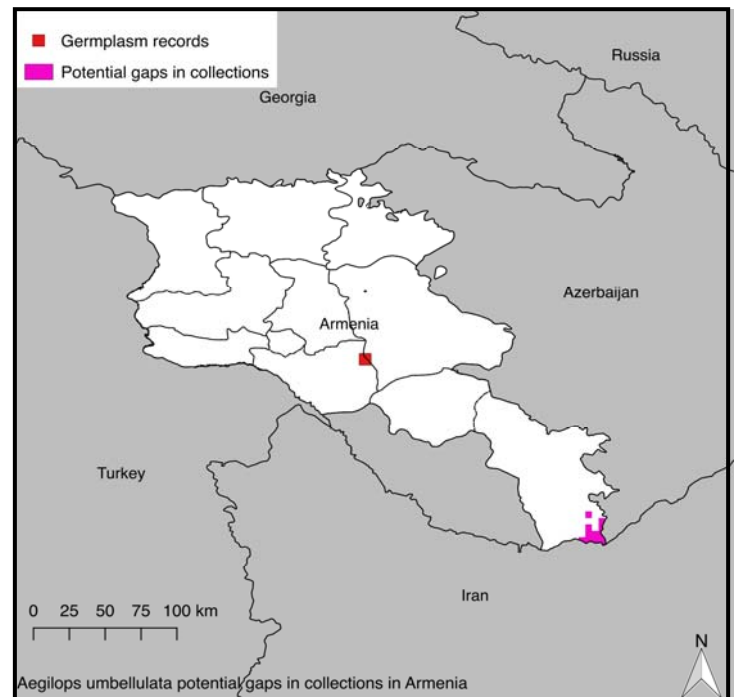 Germplasm records
Potential gaps in collections
Russia
Georgia
Azerbaijan
Armenia
Turkey
Iran
0 25 50 75 100 km
N
Aegilops umbellulata potential gaps in collections in Armenia